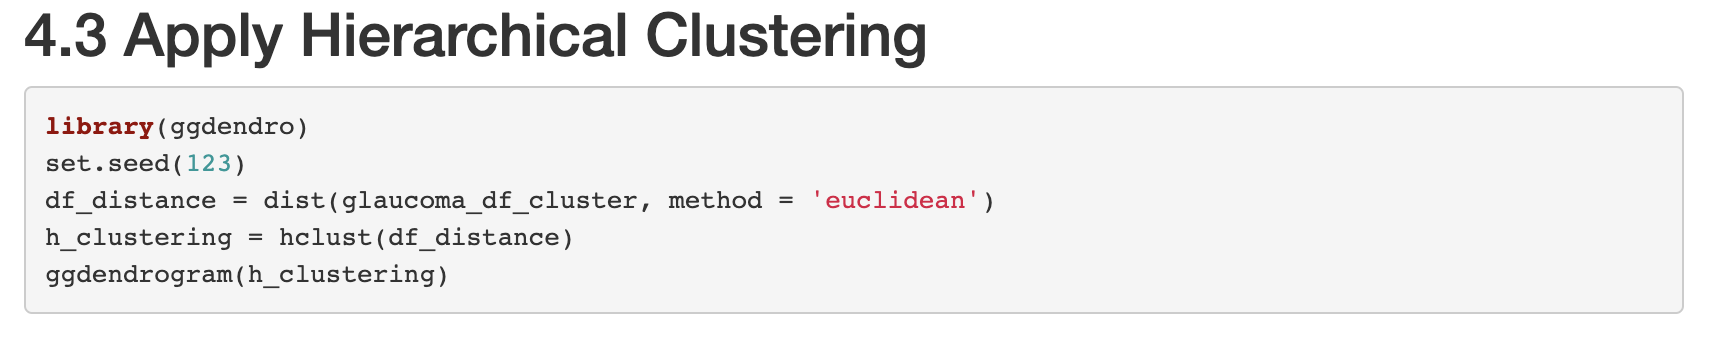 4.3 Apply Hierarchical Clustering
library(ggdendro)
set.seed(123)
df_distance = dist(glaucoma_df_cluster, method = 'euclidean')
h_clustering = hclust(df_distance)
ggdendrogram(h_clustering)